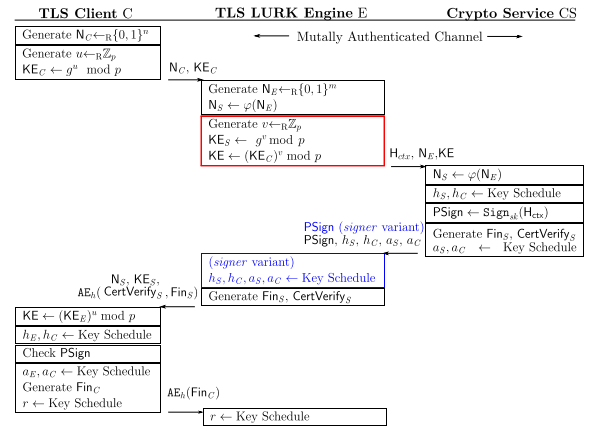 TLS Client C
TLS LURK Engine E
Crypto Service CS
Mutally Authenticated Channel
Generate N_C ←_R {0, 1}^n
Generate u ←_R ℤ_p
KE_C ← g^u mod p
N_C, KE_C
Generate N_E ←_R {0, 1}^m
N_S ← φ(N_E)
Generate v ←_R ℤ_p
KE_S ← g^v mod p
KE ← (KE_C)^v mod p
H_ctx, N_E, KE
N_S ← φ(N_E)
h_S, h_C ← Key Schedule
PSign ← Sign_sk(H_ctx)
Generate Fin_S, CertVerify_S
a_S, a_C ← Key Schedule
PSign (signer variant)
PSign, h_S, h_C, a_S, a_C
(signer variant)
h_S, h_C, a_S, a_C ← Key Schedule
Generate Fin_S, CertVerify_S
N_S, KE_S,
AE_h( CertVerify_S , Fin_S)
KE ← (KE_E)^u mod p
h_E, h_C ← Key Schedule
Check PSign
a_E, a_C ← Key Schedule
Generate Fin_C
r ← Key Schedule
AE_h(Fin_C)
r ← Key Schedule